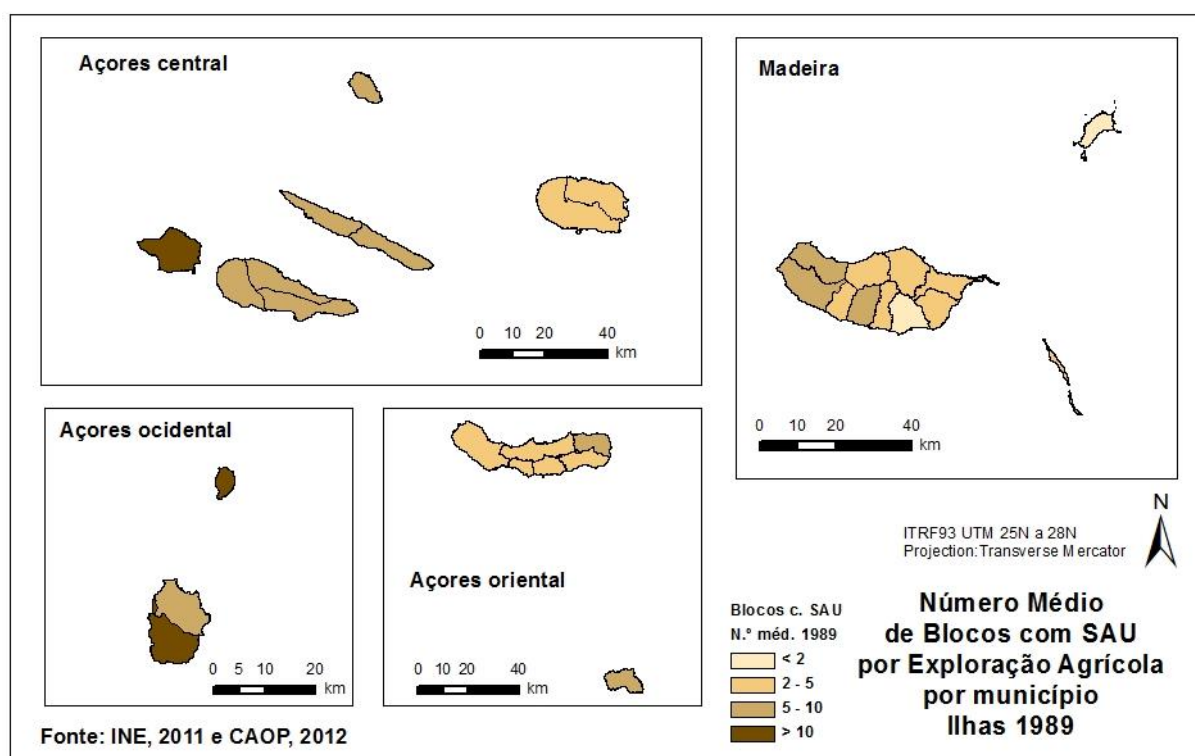 Açores central
0 10 20 40
km
Madeira
0 10 20 40
km
Açores ocidental
0 5 10 20
km
Açores oriental
0 10 20 40
km
N
ITRF93 UTM 25N a 28N
Projection:Transverse Mercator
Blocos c. SAU
N.º méd. 1989
< 2
2 - 5
5 - 10
> 10
Número Médio
de Blocos com SAU
por Exploração Agrícola
por município
Ilhas 1989
Fonte: INE, 2011 e CAOP, 2012